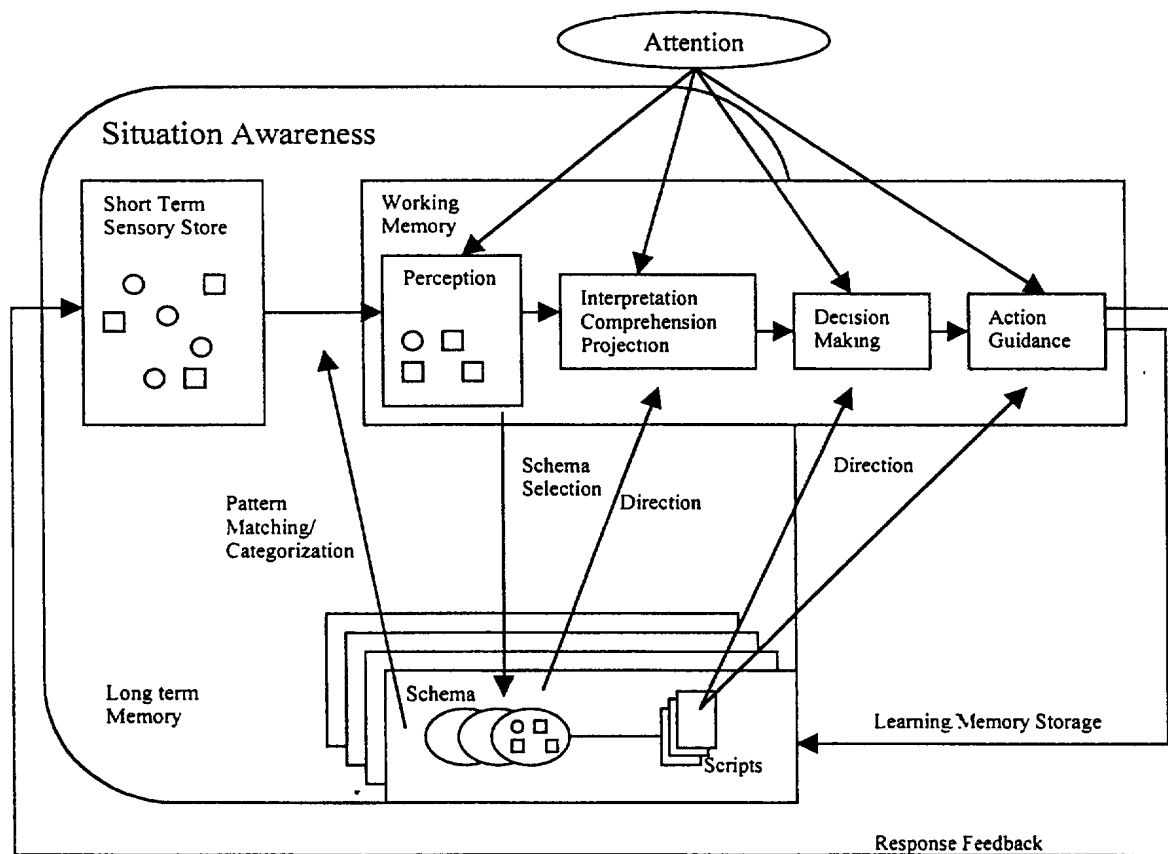 Attention
Situation Awareness
Short Term
Sensory Store
Working
Memory
Perception
Interpretation
Comprehension
Projection
Decision
Making
Action
Guidance
Schema
Selection
Direction
Direction
Pattern
Matching/
Categorization
Long term
Memory
Schema
Scripts
Learning/Memory Storage
Response Feedback